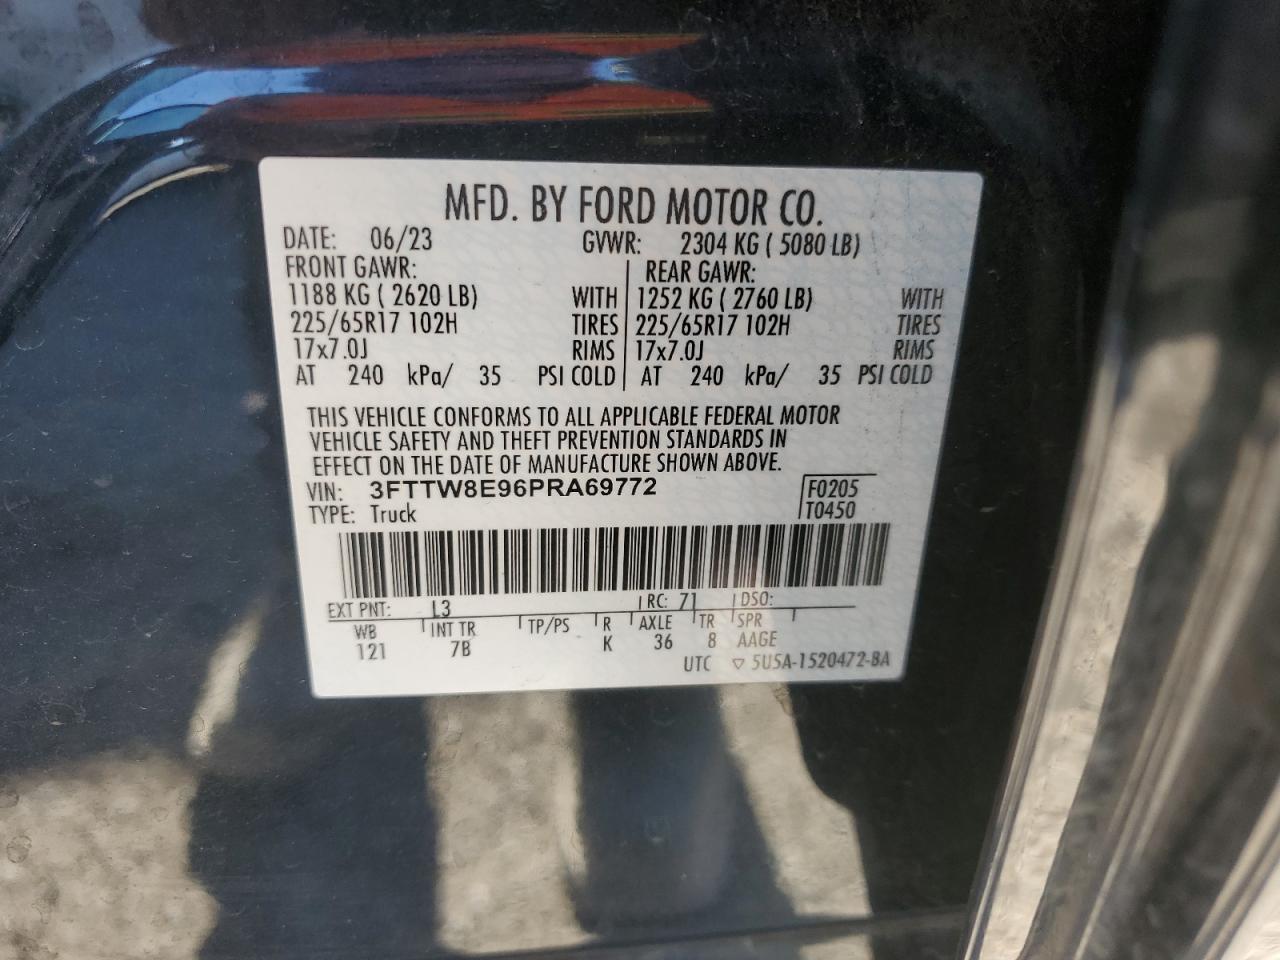 MFD. BY FORD MOTOR CO.
DATE: 06/23 GVWR: 2304 KG ( 5080 LB)
FRONT GAWR: REAR GAWR:
1188 KG ( 2620 LB) WITH 1252 KG ( 2760 LB) WITH
225/65R17 102H TIRES 225/65R17 102H TIRES
17x7.0J RIMS 17x7.0J RIMS
AT 240 kPa/ 35 PSI COLD AT 240 kPa/ 35 PSI COLD
THIS VEHICLE CONFORMS TO ALL APPLICABLE FEDERAL MOTOR
VEHICLE SAFETY AND THEFT PREVENTION STANDARDS IN
EFFECT ON THE DATE OF MANUFACTURE SHOWN ABOVE.
VIN: 3FTTW8E96PRA69772 F0205
TYPE: Truck T0450
EXT PNT: L3 RC: 71 DSO:
WB INT TR TP/PS R AXLE TR SPR
121 7B K 36 8 AAGE
UTC ▽ 5U5A-1520472-BA